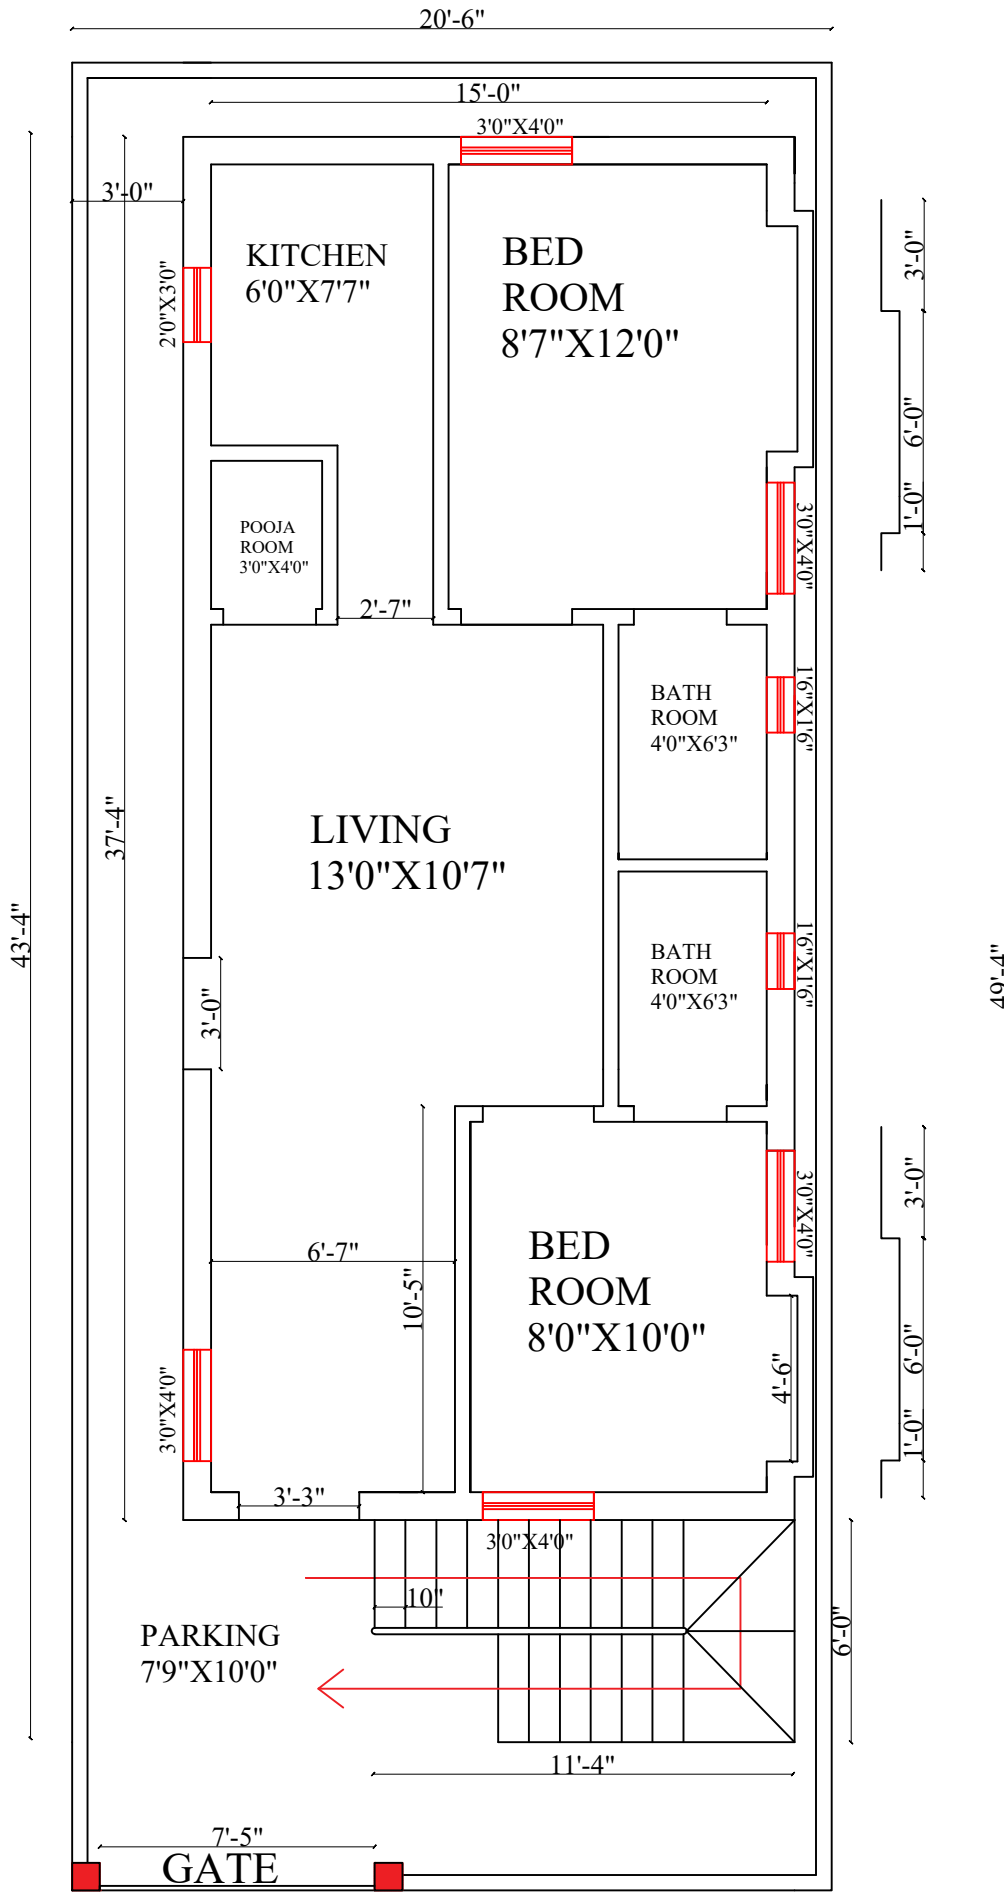 20'-6"
15'-0"
3'0"X4'0"
3'-0"
KITCHEN
6'0"X7'7"
BED
ROOM
8'7"X12'0"
2'0"X3'0"
3'-0"
6'-0"
1'-0"
3'0"X4'0"
POOJA
ROOM
3'0"X4'0"
2'-7"
BATH
ROOM
4'0"X6'3"
1'6"X1'6"
37'-4"
LIVING
13'0"X10'7"
43'-4"
49'-4"
BATH
ROOM
4'0"X6'3"
1'6"X1'6"
3'-0"
3'-0"
3'0"X4'0"
6'-7"
BED
ROOM
8'0"X10'0"
10'-5"
4'-6"
6'-0"
1'-0"
3'0"X4'0"
3'-3"
3'0"X4'0"
10"
PARKING
7'9"X10'0"
6'-0"
11'-4"
7'-5"
GATE